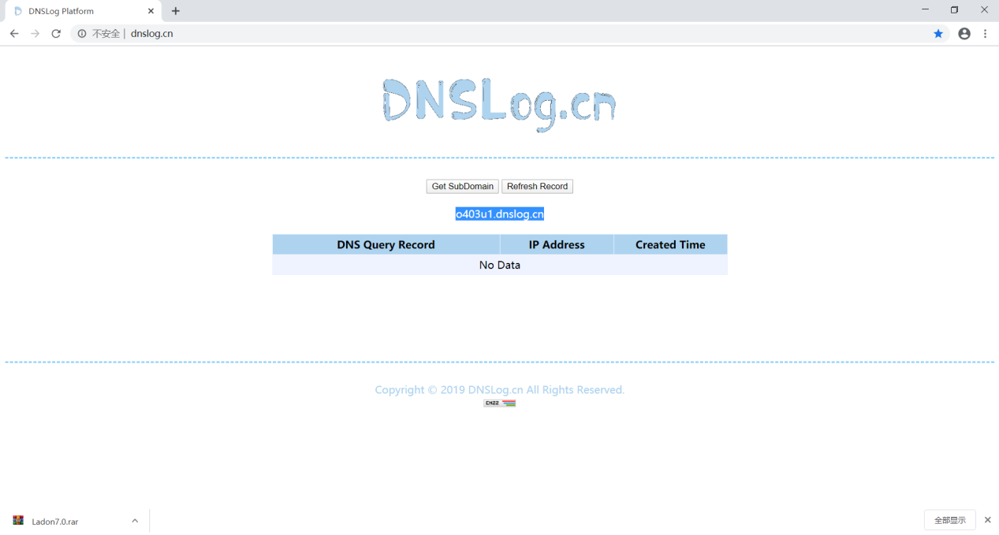 DNSLog Platform
不安全 | dnslog.cn
DNSLog.cn
Get SubDomain Refresh Record
o403u1.dnslog.cn
DNS Query Record IP Address Created Time
No Data
Copyright © 2019 DNSLog.cn All Rights Reserved.
CNZZ
Ladon7.0.rar 全部显示